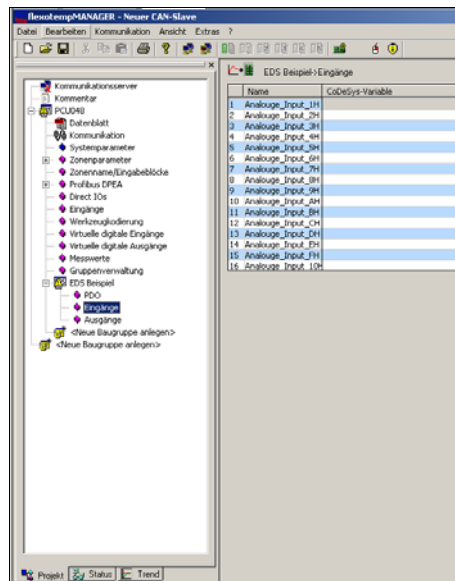 flexotempMANAGER - Neuer CAN-Slave
Datei Bearbeiten Kommunikation Ansicht Extras ?
Kommunikationsserver
Kommentar
PCU048
Datenblatt
Kommunikation
Systemparameter
Zonenparameter
Zonenname/Eingabeblöcke
Profibus DPEA
Direct IOs
Eingänge
Werkzeugkodierung
Virtuelle digitale Eingänge
Virtuelle digitale Ausgänge
Messwerte
Gruppenverwaltung
EDS Beispiel
PDO
Eingänge
Ausgänge
<Neue Baugruppe anlegen>
<Neue Baugruppe anlegen>
Projekt Status Trend
EDS Beispiel>Eingänge
Name CoDeSys-Variable
1 Analouge_Input_1H
2 Analouge_Input_2H
3 Analouge_Input_3H
4 Analouge_Input_4H
5 Analouge_Input_5H
6 Analouge_Input_6H
7 Analouge_Input_7H
8 Analouge_Input_8H
9 Analouge_Input_9H
10 Analouge_Input_AH
11 Analouge_Input_BH
12 Analouge_Input_CH
13 Analouge_Input_DH
14 Analouge_Input_EH
15 Analouge_Input_FH
16 Analouge_Input_10H